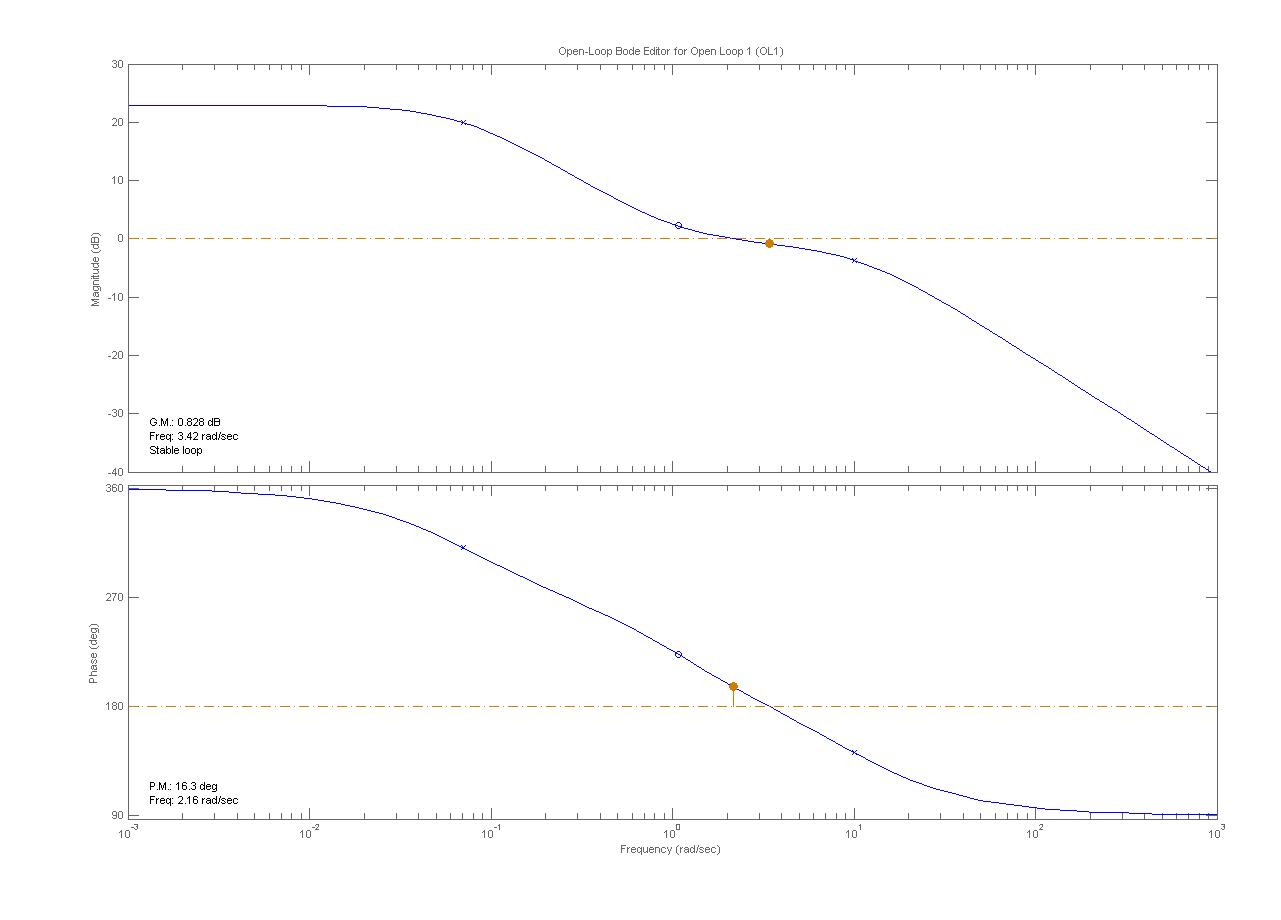 Open-Loop Bode Editor for Open Loop 1 (OL1)
30
20
10
0
-10
-20
-30
-40
Magnitude (dB)
G.M.: 0.828 dB
Freq: 3.42 rad/sec
Stable loop
360
270
180
90
Phase (deg)
P.M.: 16.3 deg
Freq: 2.16 rad/sec
10^-3 10^-2 10^-1 10^0 10^1 10^2 10^3
Frequency (rad/sec)